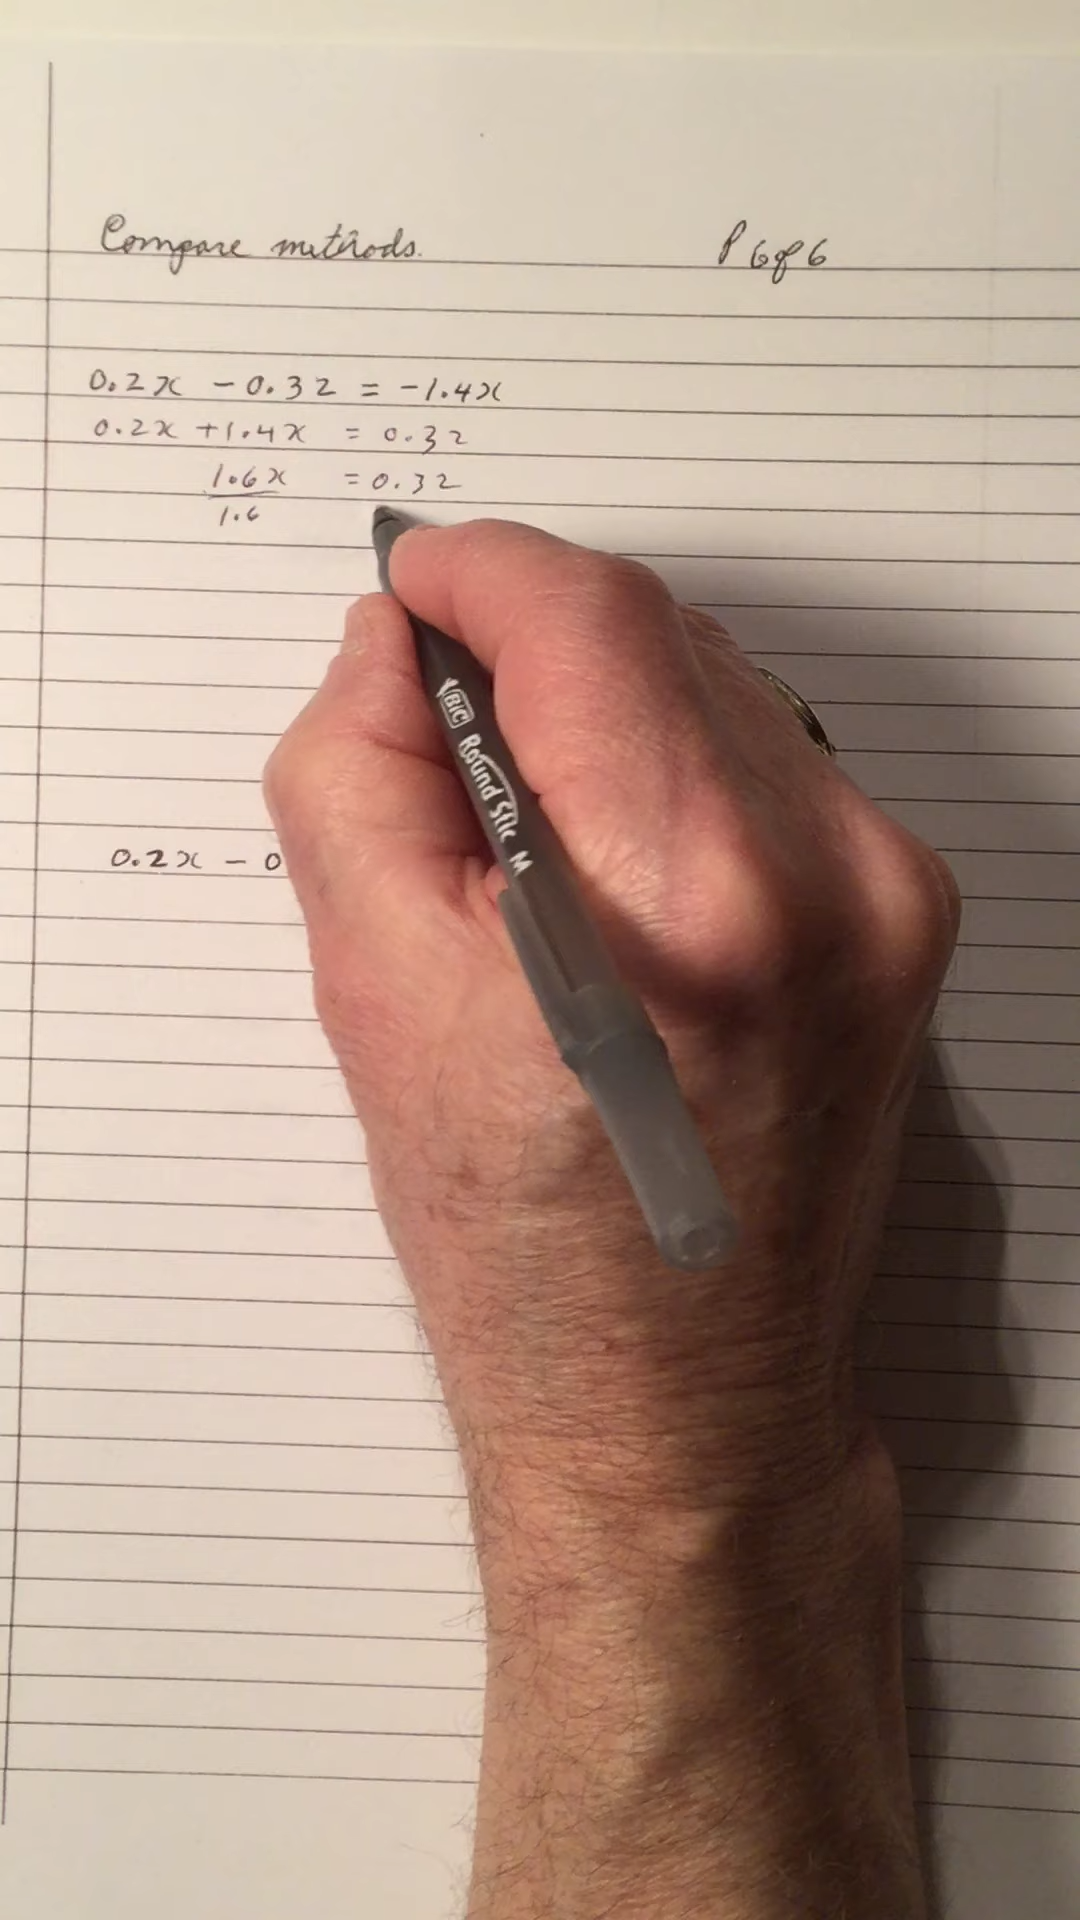 Compare methods. P 6 of 6
0.2x - 0.32 = -1.4x
0.2x + 1.4x = 0.32
1.6x = 0.32
1.6
BIC Round Stic M
0.2x - 0